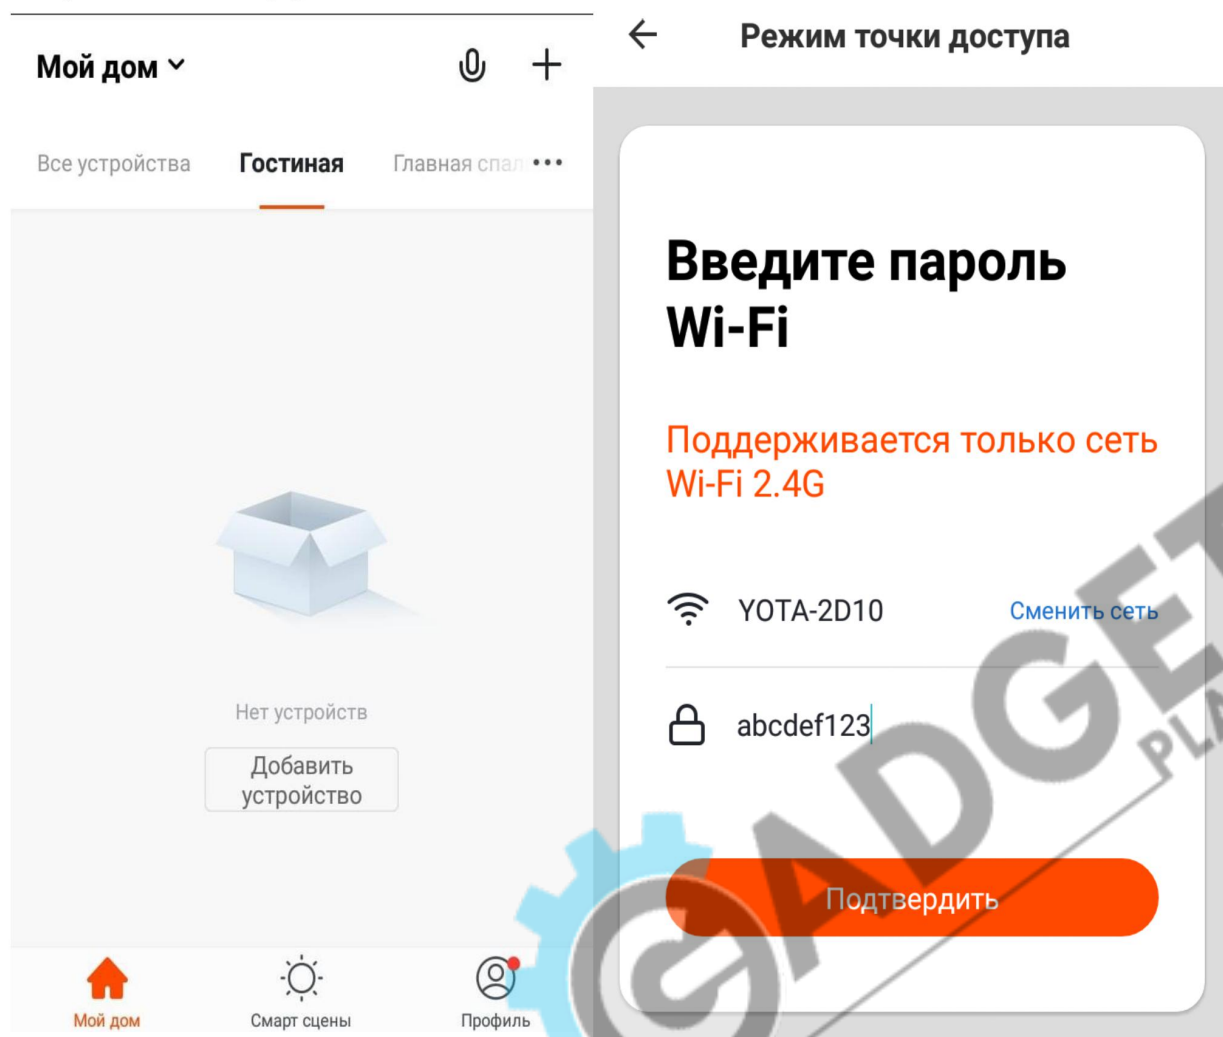 Мой дом
Все устройства
Гостиная
Главная спал
Нет устройств
Добавить
устройство
Мой дом
Смарт сцены
Профиль
Режим точки доступа
Введите пароль
Wi-Fi
Поддерживается только сеть
Wi-Fi 2.4G
YOTA-2D10
Сменить сеть
abcdef123
Подтвердить
GADGET
PLA